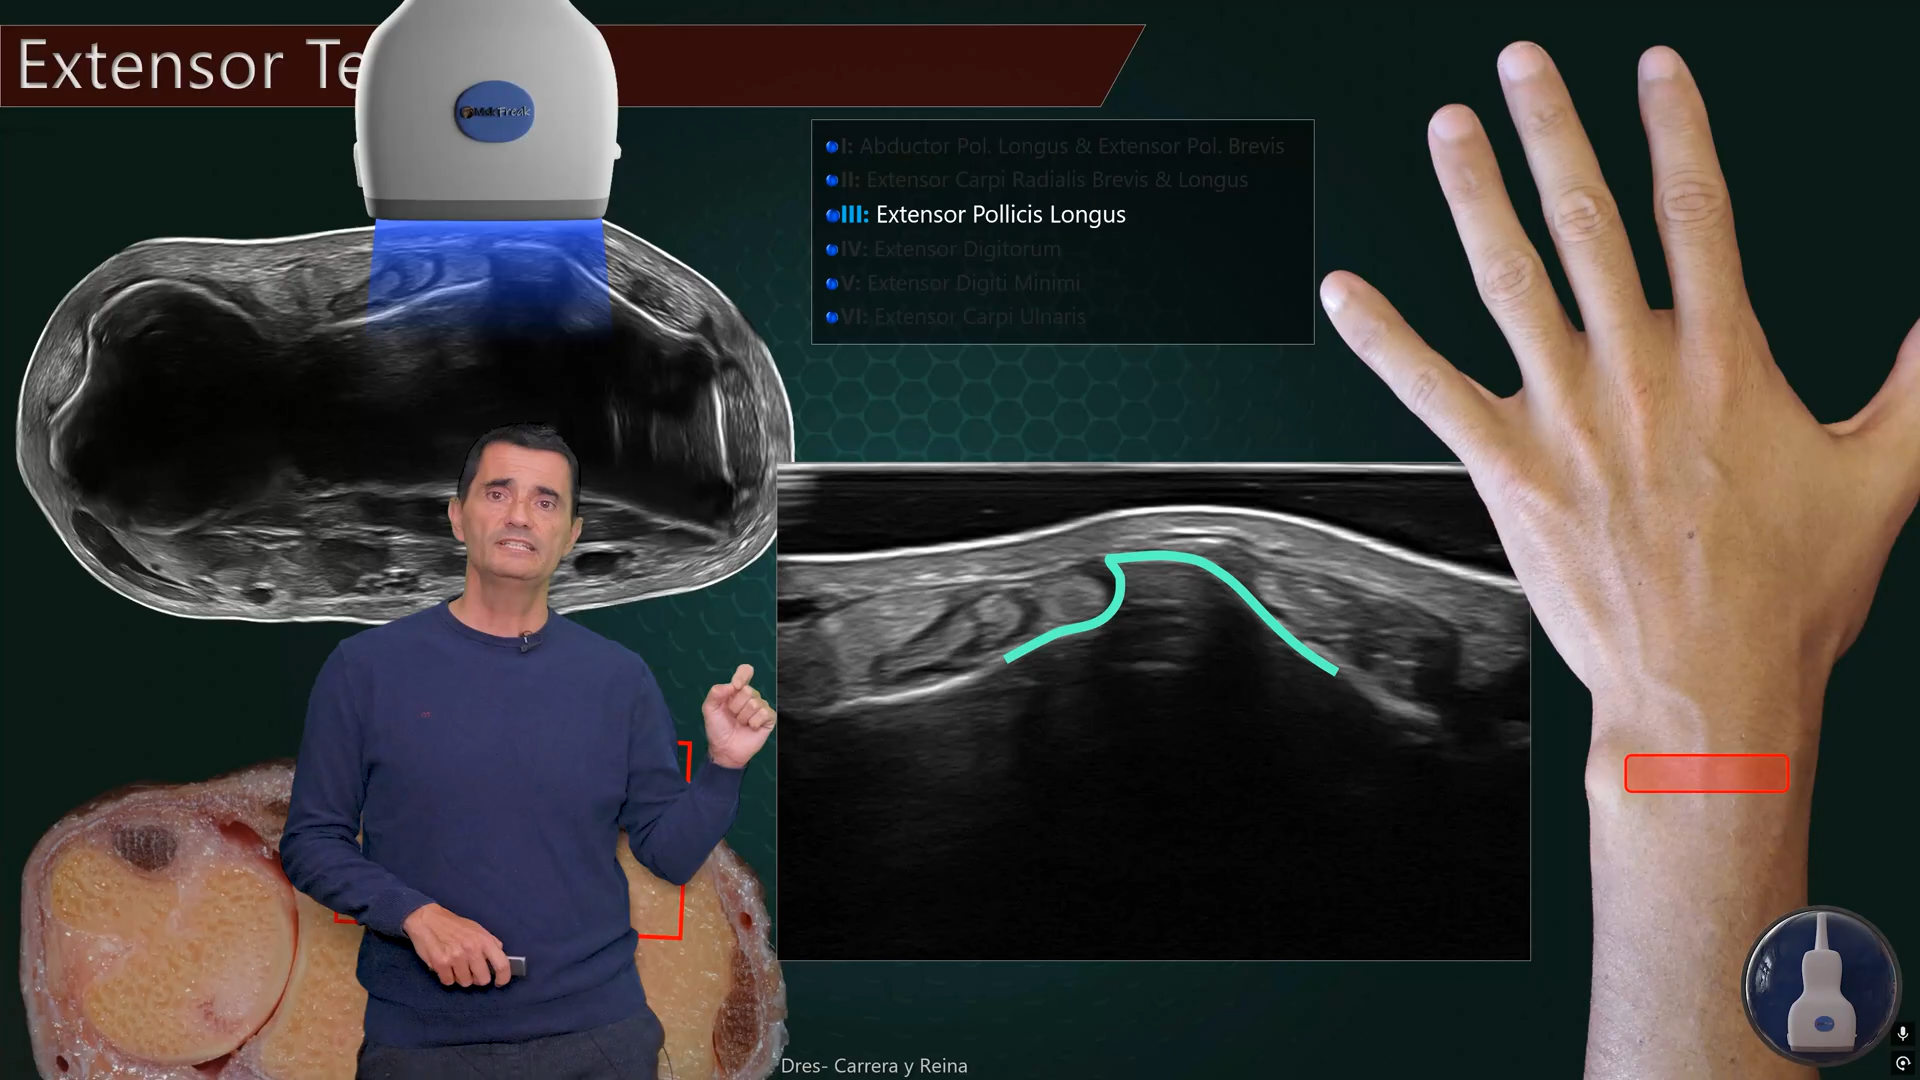 Extensor Te
MskFreak
I: Abductor Pol. Longus & Extensor Pol. Brevis
II: Extensor Carpi Radialis Brevis & Longus
III: Extensor Pollicis Longus
IV: Extensor Digitorum
V: Extensor Digiti Minimi
VI: Extensor Carpi Ulnaris
Dres- Carrera y Reina